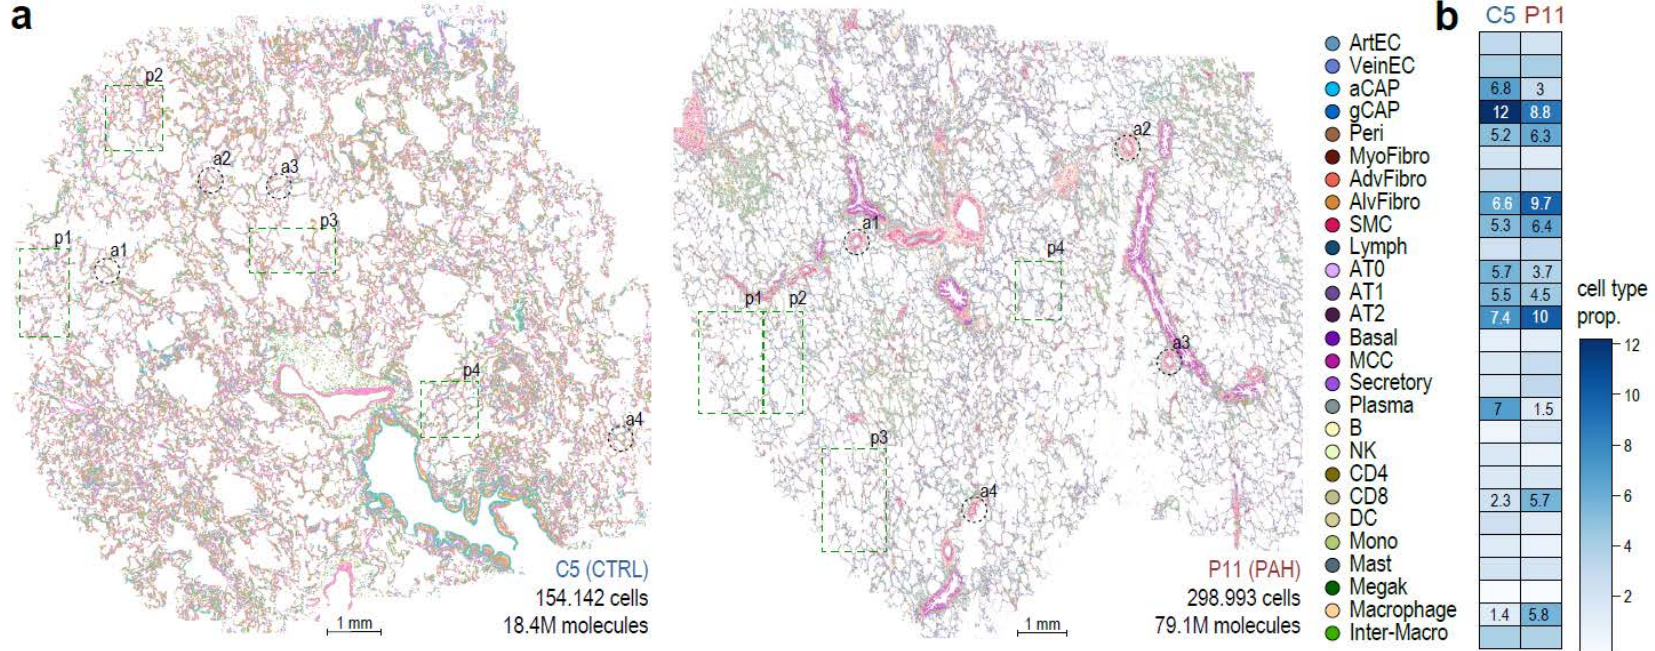 a
p2
a2
a3
p3
p1
a1
p4
a4
C5 (CTRL)
154.142 cells
18.4M molecules
1 mm
a2
a1
p4
p1 p2
a3
p3
a4
P11 (PAH)
298.993 cells
79.1M molecules
1 mm
ArtEC
VeinEC
aCAP
gCAP
Peri
MyoFibro
AdvFibro
AlvFibro
SMC
Lymph
AT0
AT1
AT2
Basal
MCC
Secretory
Plasma
B
NK
CD4
CD8
DC
Mono
Mast
Megak
Macrophage
Inter-Macro
b
C5 P11
6.8 3
12 8.8
5.2 6.3
6.6 9.7
5.3 6.4
5.7 3.7
5.5 4.5
7.4 10
7 1.5
2.3 5.7
1.4 5.8
cell type
prop.
12
10
8
6
4
2